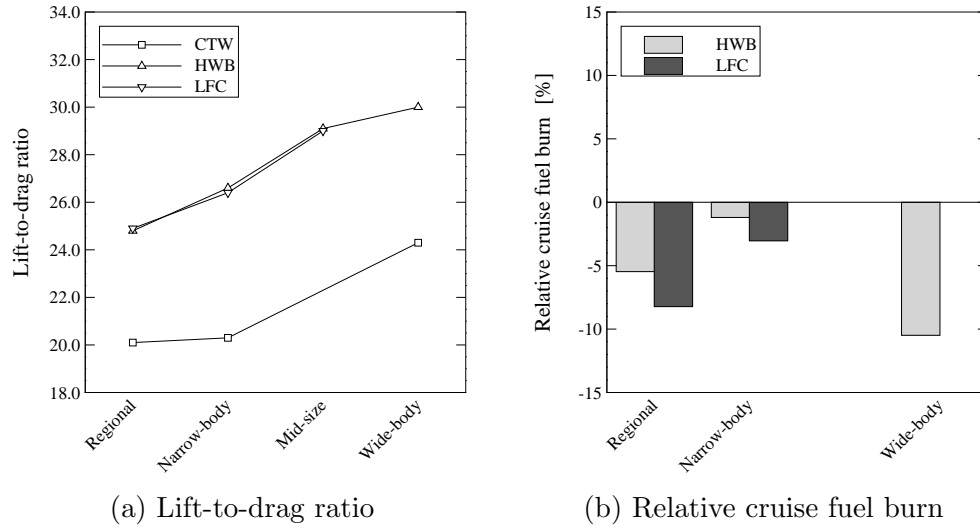 34.0
32.0
30.0
28.0
26.0
24.0
22.0
20.0
18.0
Lift-to-drag ratio
CTW
HWB
LFC
Regional
Narrow-body
Mid-size
Wide-body
(a) Lift-to-drag ratio
15
10
5
0
-5
-10
-15
Relative cruise fuel burn [%]
HWB
LFC
Regional
Narrow-body
Wide-body
(b) Relative cruise fuel burn